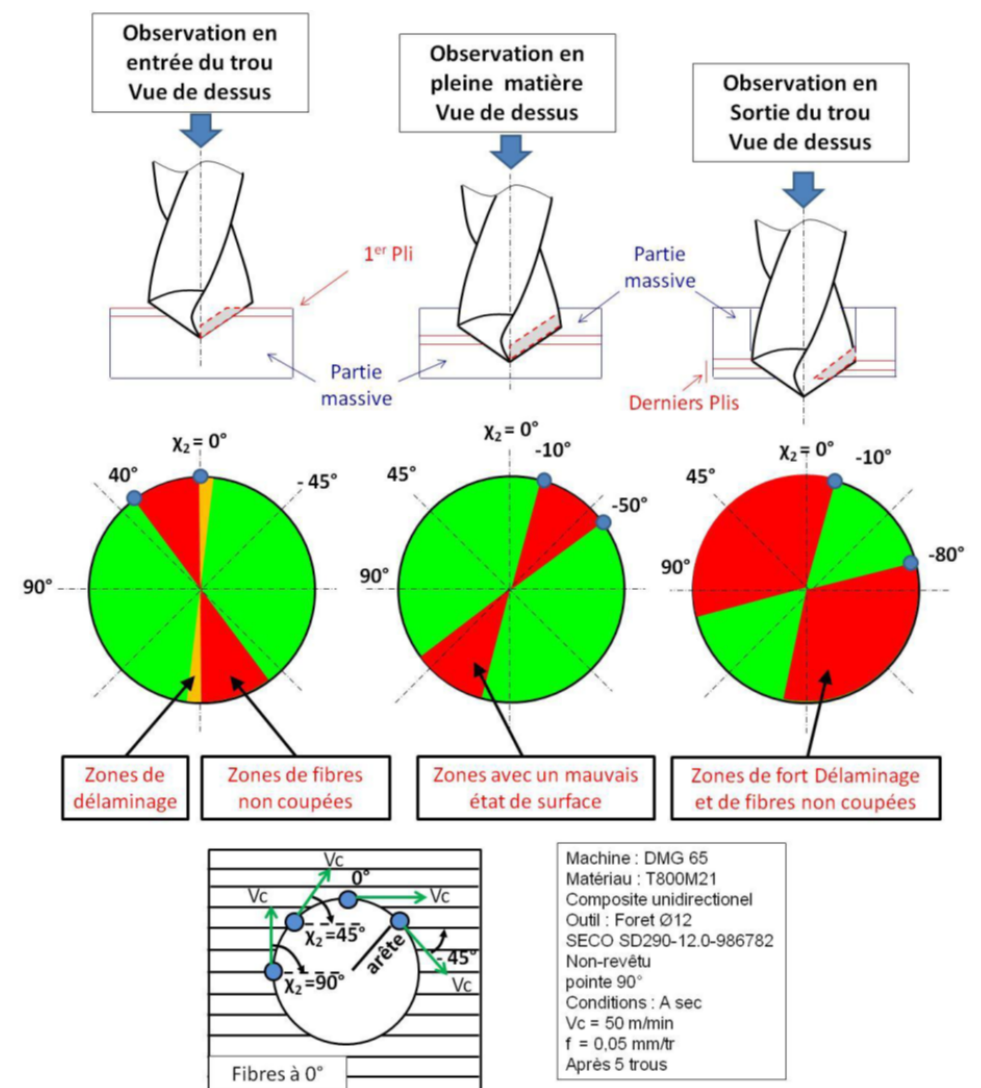 Observation en
entrée du trou
Vue de dessus
Observation en
pleine matière
Vue de dessus
Observation en
Sortie du trou
Vue de dessus
1er Pli
Partie
massive
Partie
massive
Derniers Plis
χ2= 0°
40°
- 45°
90°
χ2= 0°
-10°
45°
-50°
90°
χ2= 0°
-10°
45°
90°
-80°
Zones de
délaminage
Zones de fibres
non coupées
Zones avec un mauvais
état de surface
Zones de fort Délaminage
et de fibres non coupées
Vc
0°
Vc
Vc
χ2=45°
arête
- 45°
Vc
χ2=90°
Fibres à 0°
Machine : DMG 65
Matériau : T800M21
Composite unidirectionel
Outil : Foret Ø12
SECO SD290-12.0-986782
Non-revêtu
pointe 90°
Conditions : A sec
Vc = 50 m/min
f = 0,05 mm/tr
Après 5 trous